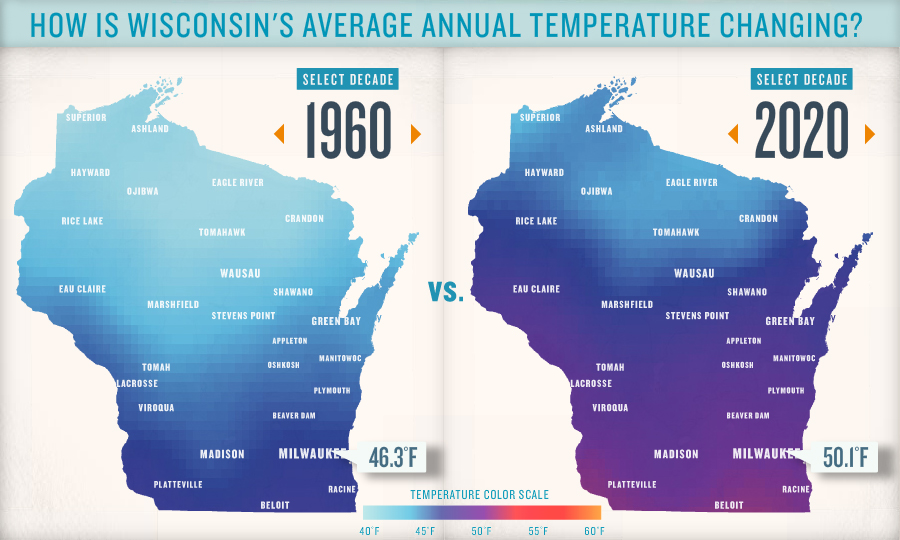 HOW IS WISCONSIN'S AVERAGE ANNUAL TEMPERATURE CHANGING?
SELECT DECADE
1960
SUPERIOR
ASHLAND
HAYWARD
OJIBWA
EAGLE RIVER
RICE LAKE
CRANDON
TOMAHAWK
WAUSAU
EAU CLAIRE
SHAWANO
MARSHFIELD
STEVENS POINT
GREEN BAY
APPLETON
MANITOWOC
OSHKOSH
TOMAH
LACROSSE
PLYMOUTH
VIROQUA
BEAVER DAM
MADISON
MILWAUKEE
46.3°F
PLATTEVILLE
RACINE
BELOIT
VS.
SELECT DECADE
2020
SUPERIOR
ASHLAND
HAYWARD
OJIBWA
EAGLE RIVER
RICE LAKE
CRANDON
TOMAHAWK
WAUSAU
EAU CLAIRE
SHAWANO
MARSHFIELD
STEVENS POINT
GREEN BAY
APPLETON
MANITOWOC
OSHKOSH
TOMAH
LACROSSE
PLYMOUTH
VIROQUA
BEAVER DAM
MADISON
MILWAUKEE
50.1°F
PLATTEVILLE
RACINE
BELOIT
TEMPERATURE COLOR SCALE
40°F 45°F 50°F 55°F 60°F